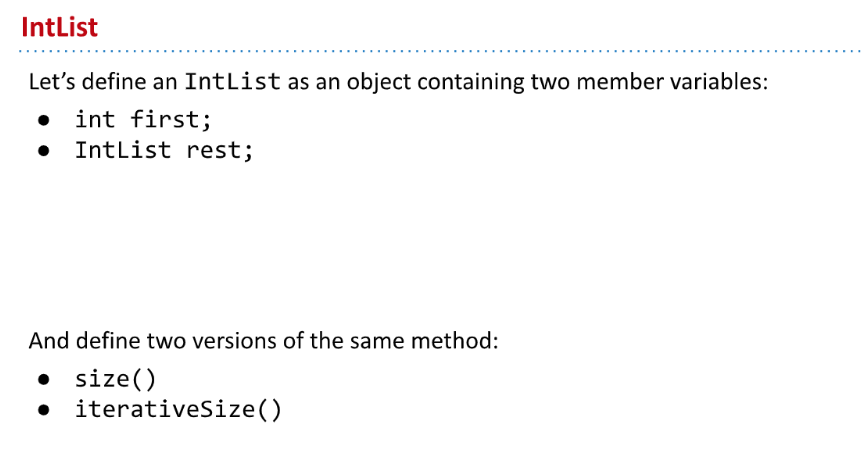 IntList
Let’s define an IntList as an object containing two member variables:
● int first;
● IntList rest;
And define two versions of the same method:
● size()
● iterativeSize()